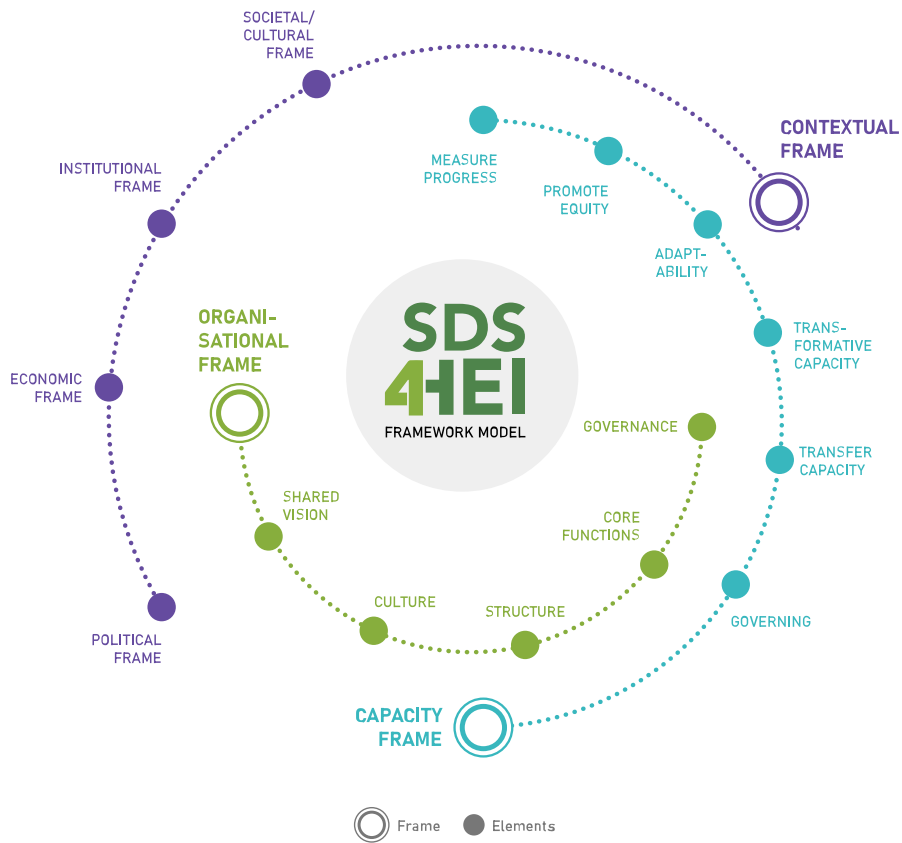 SOCIETAL/
CULTURAL
FRAME
CONTEXTUAL
FRAME
MEASURE
PROGRESS
PROMOTE
EQUITY
INSTITUTIONAL
FRAME
ADAPT-
ABILITY
ORGANI-
SATIONAL
FRAME
SDS
4HEI
FRAMEWORK MODEL
TRANS-
FORMATIVE
CAPACITY
ECONOMIC
FRAME
GOVERNANCE
TRANSFER
CAPACITY
SHARED
VISION
CORE
FUNCTIONS
CULTURE
STRUCTURE
GOVERNING
POLITICAL
FRAME
CAPACITY
FRAME
Frame
Elements